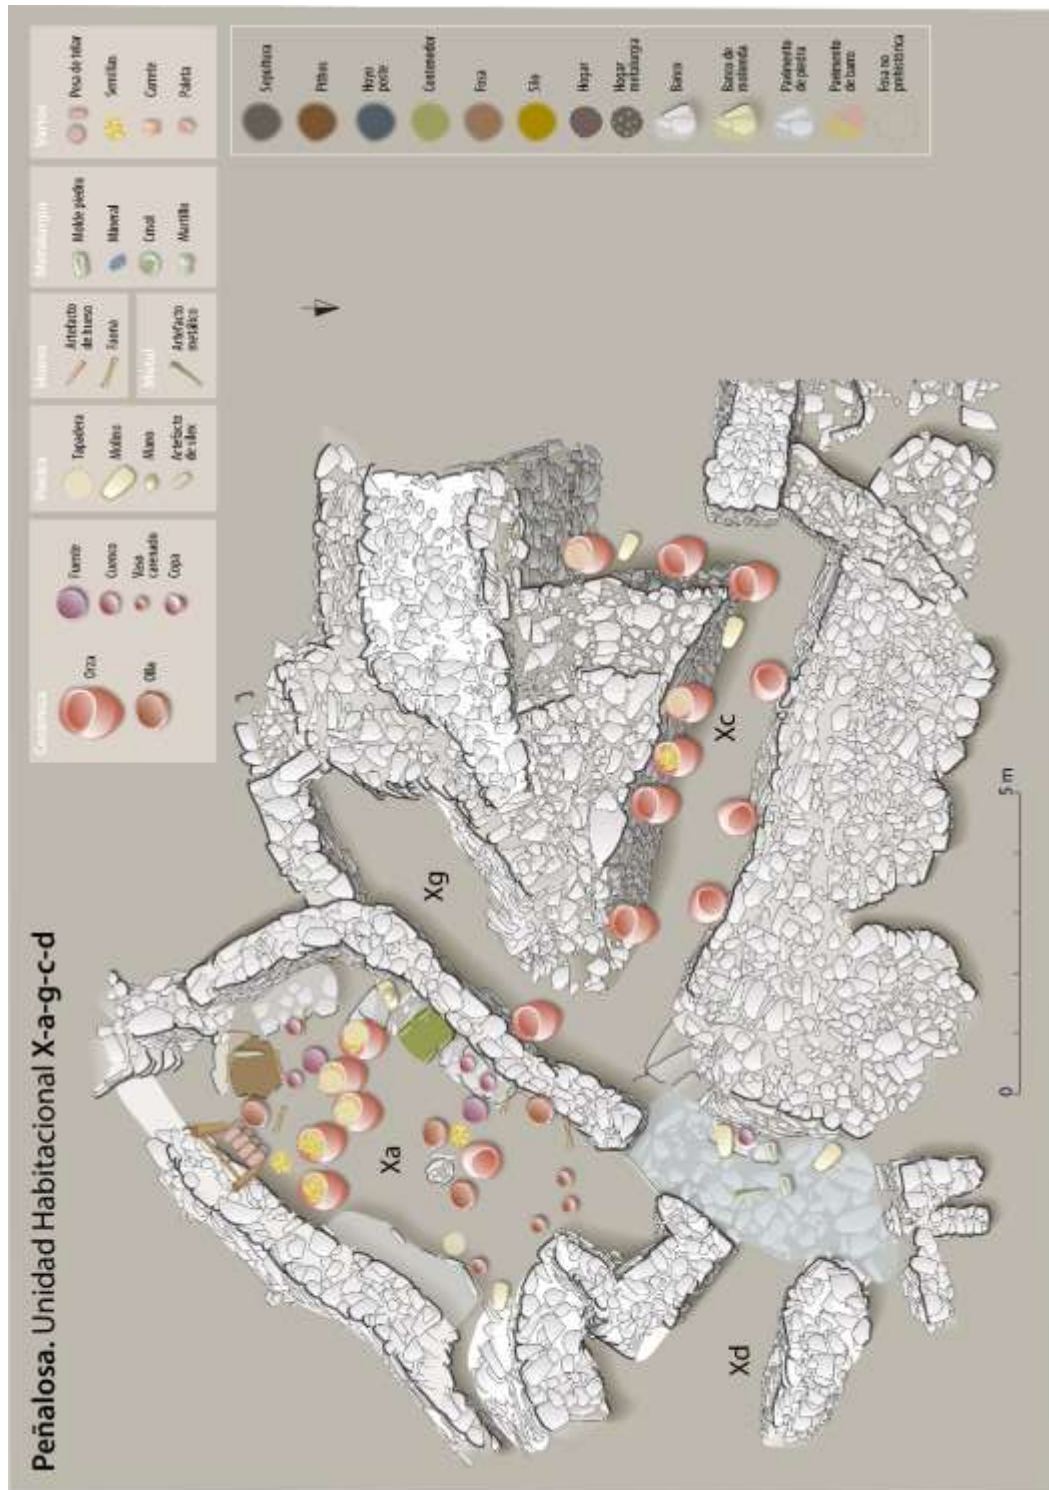 Peñalosa. Unidad Habitacional X-a-g-c-d
Cerámica
Orza
Olla
Fuente
Cuenco
Vaso
carenado
Copa
Piedra
Tapadera
Molino
Mano
Artefacto
de sílex
Hueso
Artefacto
de hueso
Fauna
Metal
Artefacto
metálico
Metalurgia
Molde piedra
Mineral
Crisol
Martillo
Varios
Pesa de telar
Semillas
Carrete
Paleta
Sepultura
Pithos
Hoyo
poste
Contenedor
Fosa
Silo
Hogar
Hogar
metalurgia
Banco
Banco de
molienda
Pavimento
de piedra
Pavimento
de barro
Fosa no
prehistórica
Xa
Xg
Xc
Xd
0
5 m